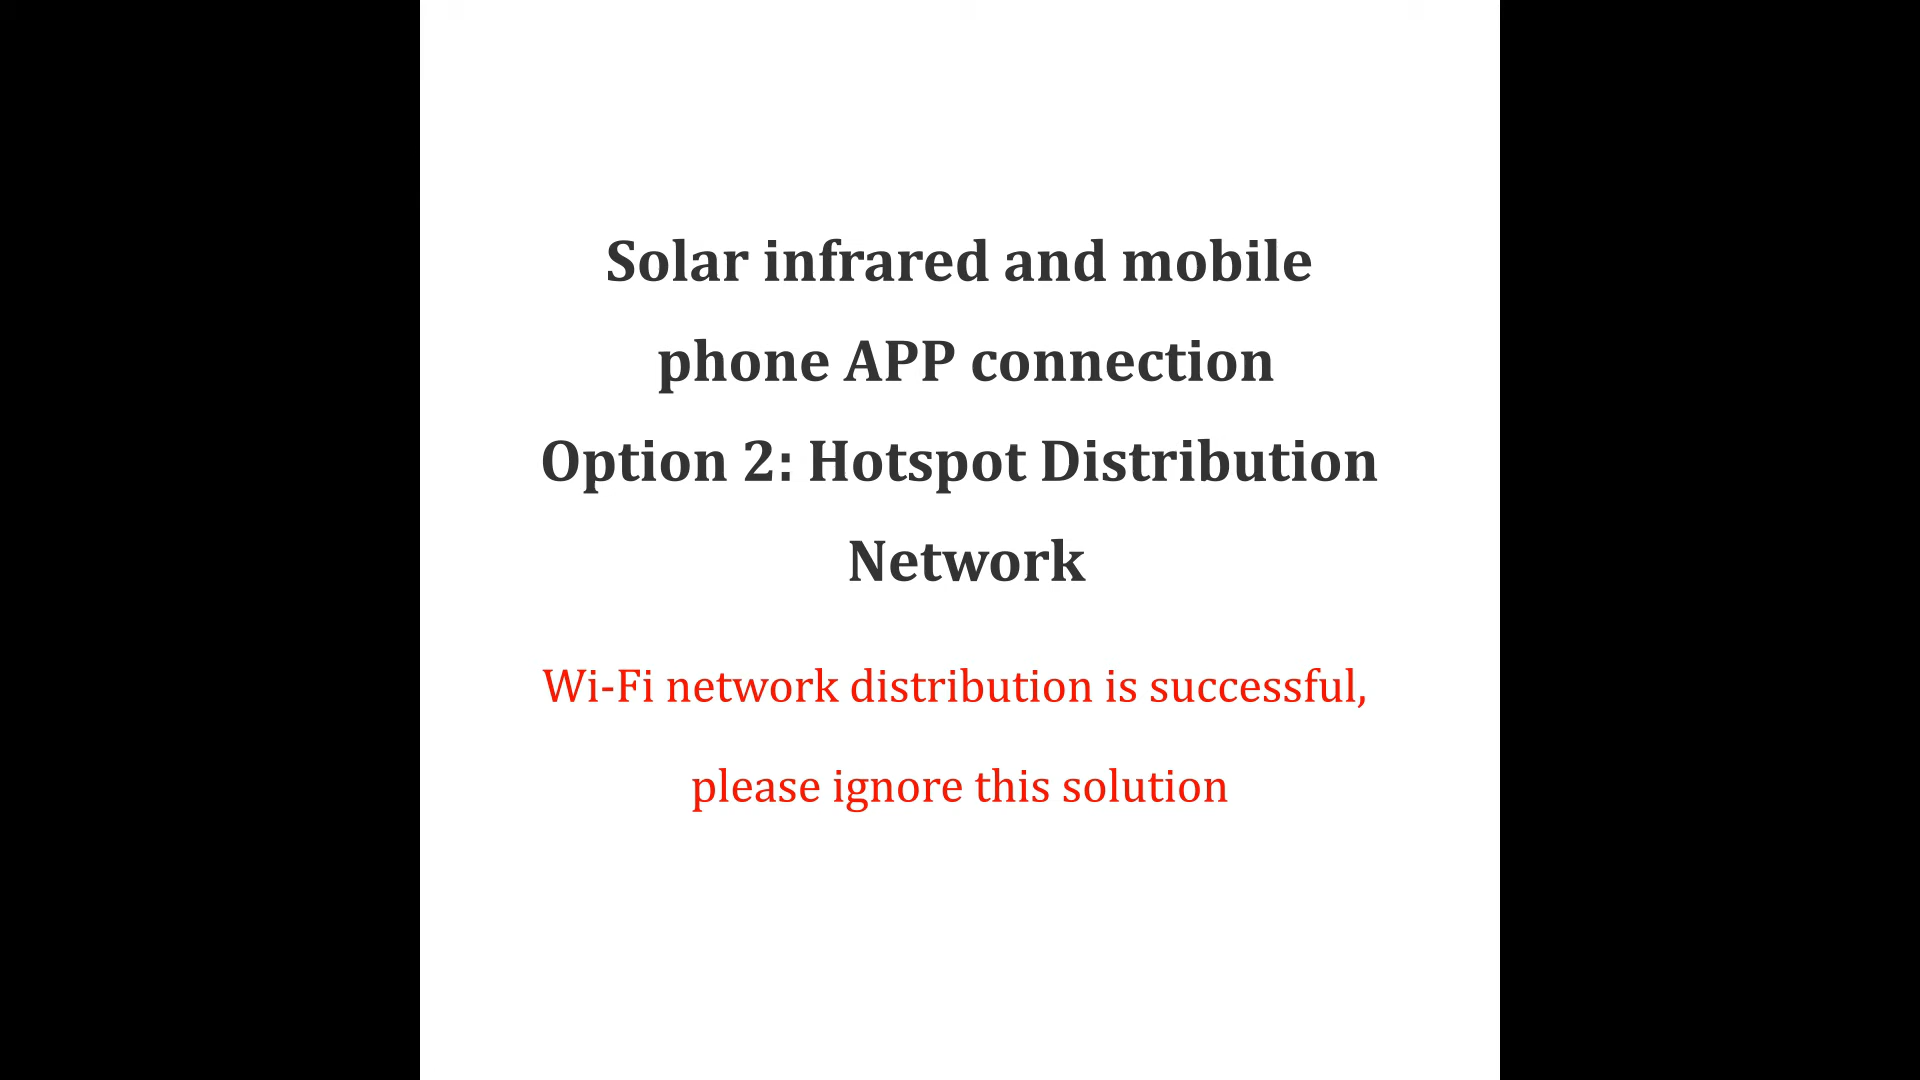 Solar infrared and mobile
phone APP connection
Option 2: Hotspot Distribution
Network
Wi-Fi network distribution is successful,
please ignore this solution